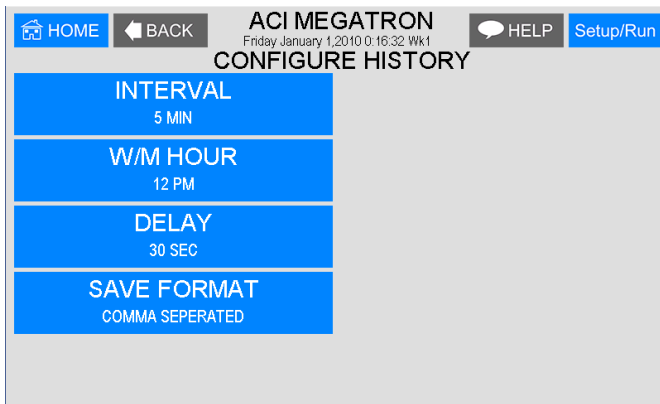 HOME
BACK
ACI MEGATRON
Friday January 1,2010 0:16:32 Wk1
HELP
Setup/Run
CONFIGURE HISTORY
INTERVAL
5 MIN
W/M HOUR
12 PM
DELAY
30 SEC
SAVE FORMAT
COMMA SEPERATED